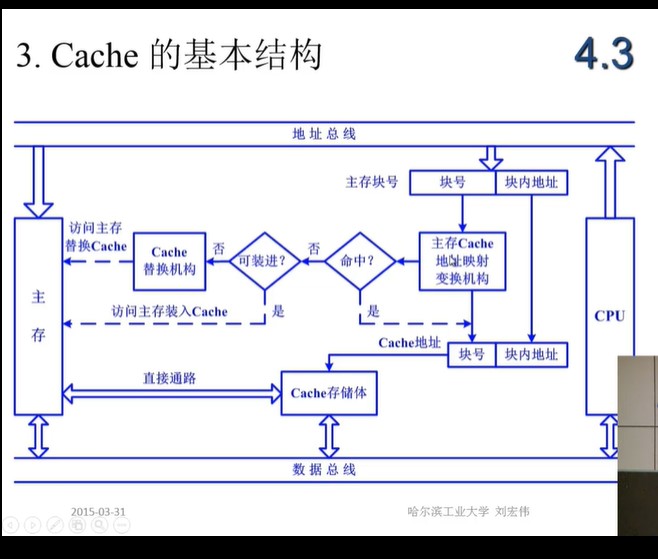 3. Cache 的基本结构
4.3
地址总线
主存块号
块号
块内地址
访问主存
替换Cache
Cache
替换机构
否
可装进？
否
命中？
主存Cache
地址映射
变换机构
主
存
访问主存装入Cache
是
是
CPU
Cache地址
块号
块内地址
直接通路
Cache存储体
数据总线
2015-03-31
哈尔滨工业大学 刘宏伟